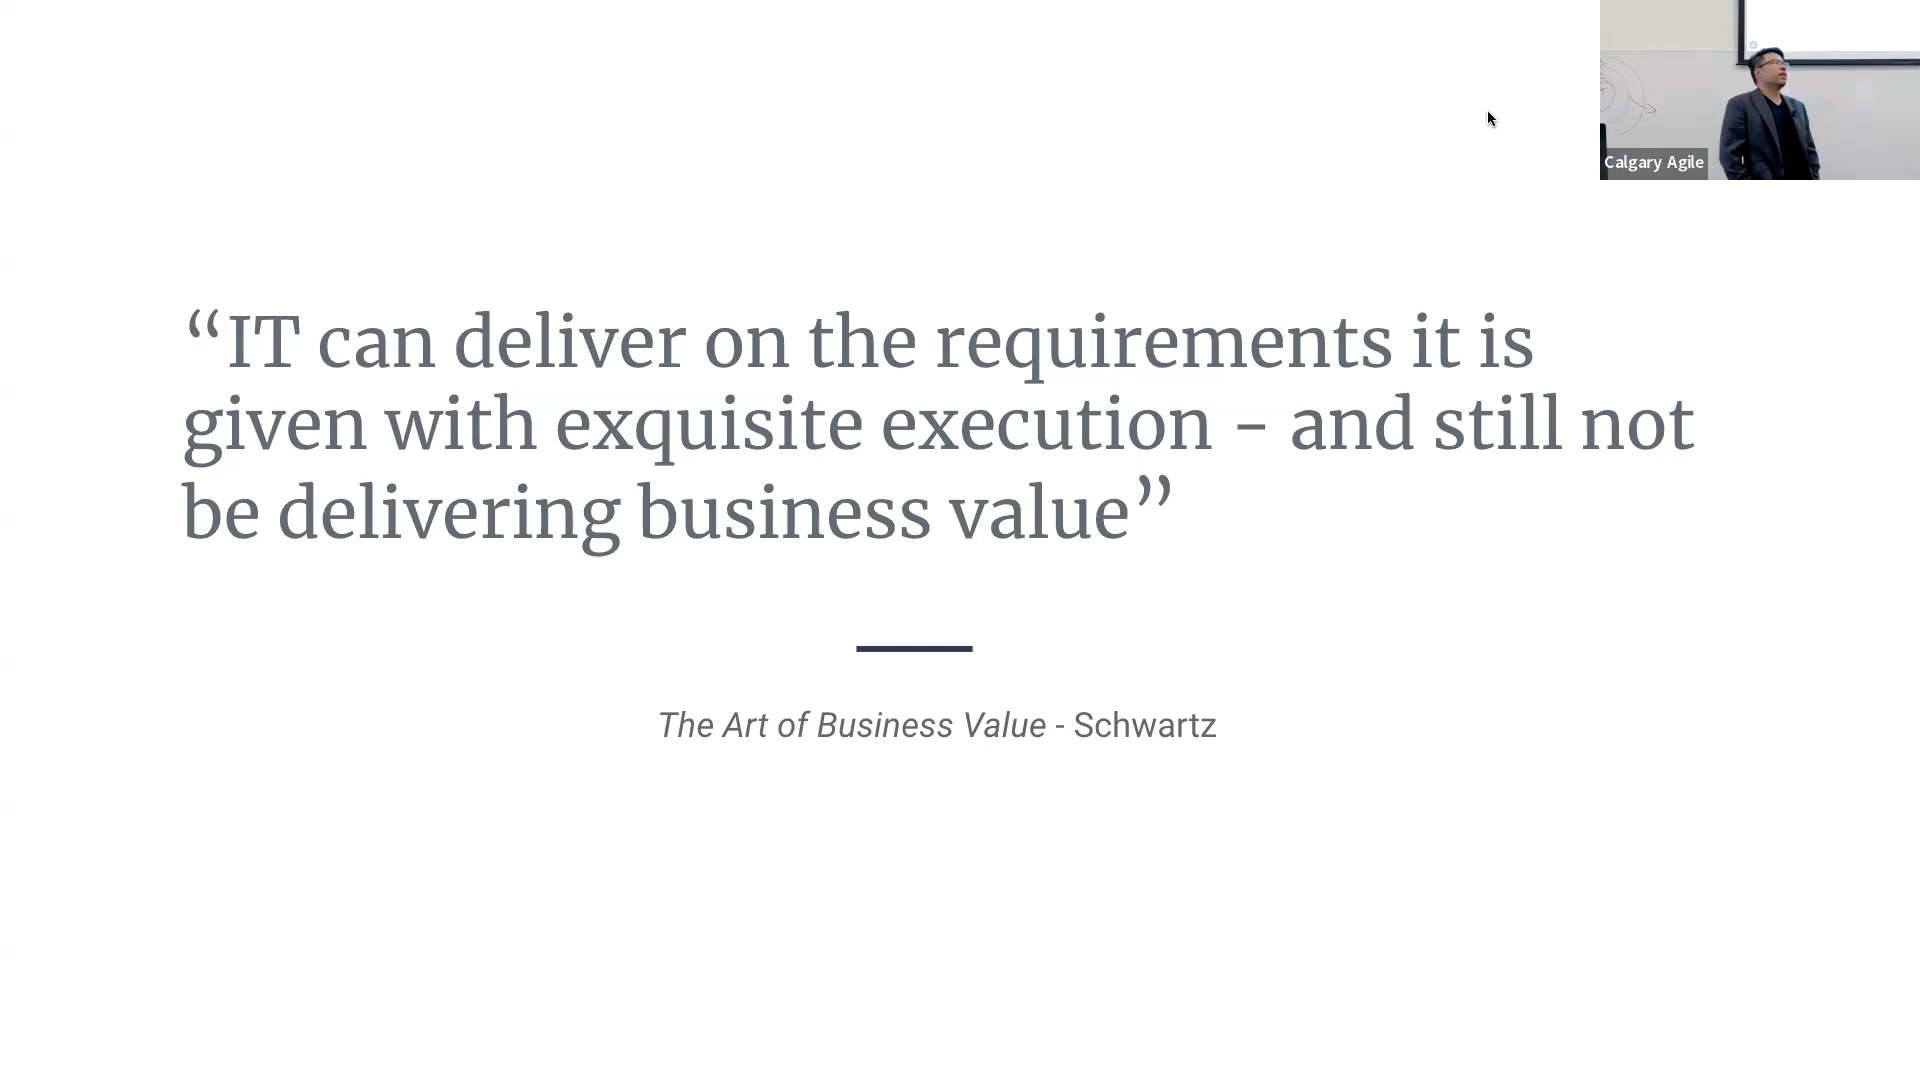 Calgary Agile
“IT can deliver on the requirements it is
given with exquisite execution - and still not
be delivering business value”
The Art of Business Value - Schwartz